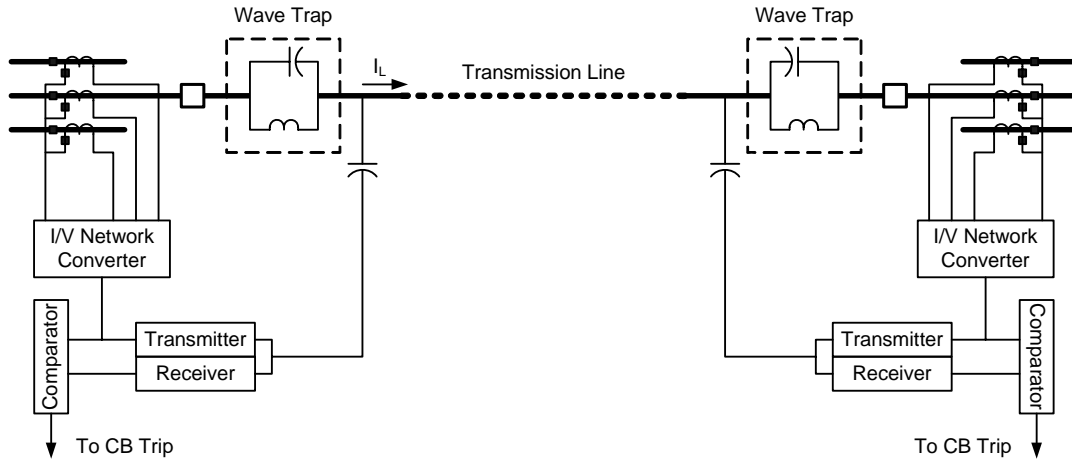 Wave Trap
Wave Trap
I_L
Transmission Line
I/V Network
Converter
I/V Network
Converter
Comparator
Transmitter
Receiver
Transmitter
Receiver
Comparator
To CB Trip
To CB Trip